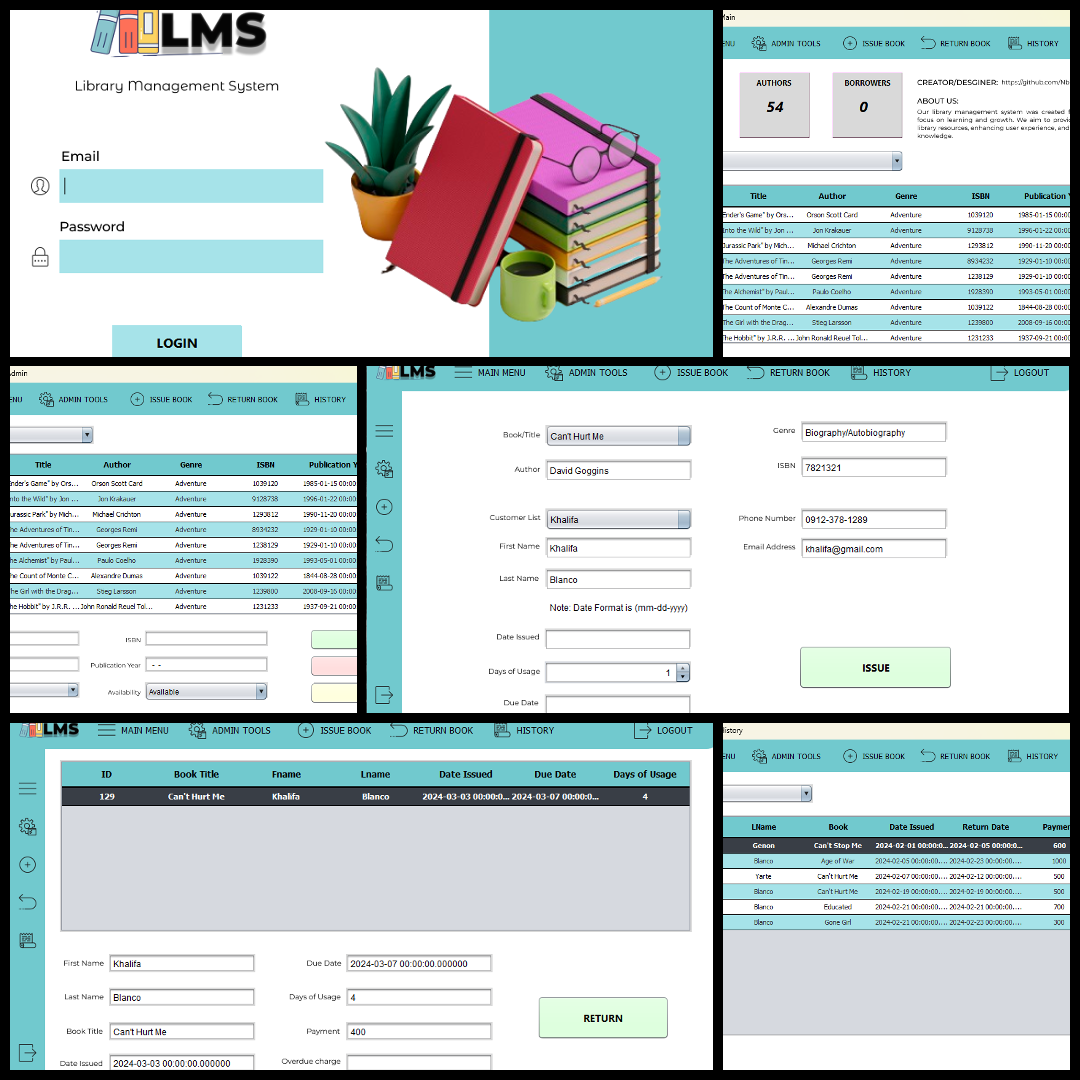 LMS
Library Management System
Email
Password
LOGIN
Main
ENU ADMIN TOOLS ISSUE BOOK RETURN BOOK HISTORY
AUTHORS BORROWERS
54 0
CREATOR/DESGINER: https://github.com/Nb
ABOUT US:
Our library management system was created f
focus on learning and growth. We aim to provi
library resources, enhancing user experience, and
knowledge.
Title Author Genre ISBN Publication Y
Ender's Game" by Ors... Orson Scott Card Adventure 1039120 1985-01-15 00:00
Into the Wild" by Jon ... Jon Krakauer Adventure 9128738 1996-01-22 00:00
Jurassic Park" by Mich... Michael Crichton Adventure 1293812 1990-11-20 00:00
The Adventures of Tin... Georges Remi Adventure 8934232 1929-01-10 00:00
The Adventures of Tin... Georges Remi Adventure 1238129 1929-01-10 00:00
The Alchemist" by Paul... Paulo Coelho Adventure 1928390 1993-05-01 00:00
The Count of Monte C... Alexandre Dumas Adventure 1039122 1844-08-28 00:00
The Girl with the Drag... Stieg Larsson Adventure 1239800 2008-09-16 00:00
The Hobbit" by J.R.R. ... John Ronald Reuel Tol... Adventure 1231233 1937-09-21 00:00
Admin
ENU ADMIN TOOLS ISSUE BOOK RETURN BOOK HISTORY
Title Author Genre ISBN Publication Y
nder's Game" by Ors... Orson Scott Card Adventure 1039120 1985-01-15 00:00
nto the Wild" by Jon ... Jon Krakauer Adventure 9128738 1996-01-22 00:00
urassic Park" by Mich... Michael Crichton Adventure 1293812 1990-11-20 00:00
he Adventures of Tin... Georges Remi Adventure 8934232 1929-01-10 00:00
he Adventures of Tin... Georges Remi Adventure 1238129 1929-01-10 00:00
he Alchemist" by Paul... Paulo Coelho Adventure 1928390 1993-05-01 00:00
he Count of Monte C... Alexandre Dumas Adventure 1039122 1844-08-28 00:00
he Girl with the Drag... Stieg Larsson Adventure 1239800 2008-09-16 00:00
he Hobbit" by J.R.R. ... John Ronald Reuel Tol... Adventure 1231233 1937-09-21 00:00
ISBN
Publication Year - -
Availability Available
LMS MAIN MENU ADMIN TOOLS ISSUE BOOK RETURN BOOK HISTORY LOGOUT
Book/Title Can't Hurt Me Genre Biography/Autobiography
Author David Goggins ISBN 7821321
Customer List Khalifa Phone Number 0912-378-1289
First Name Khalifa Email Address khalifa@gmail.com
Last Name Blanco
Note: Date Format is (mm-dd-yyyy)
Date Issued
Days of Usage 1
ISSUE
Due Date
LMS MAIN MENU ADMIN TOOLS ISSUE BOOK RETURN BOOK HISTORY LOGOUT
ID Book Title Fname Lname Date Issued Due Date Days of Usage
129 Can't Hurt Me Khalifa Blanco 2024-03-03 00:00:0... 2024-03-07 00:00:0... 4
First Name Khalifa Due Date 2024-03-07 00:00:00.000000
Last Name Blanco Days of Usage 4
Book Title Can't Hurt Me Payment 400
RETURN
Date Issued 2024-03-03 00:00:00.000000 Overdue charge
History
ENU ADMIN TOOLS ISSUE BOOK RETURN BOOK HISTORY
LName Book Date Issued Return Date Paymen
Genon Can't Stop Me 2024-02-01 00:00:0... 2024-02-05 00:00:0... 600
Blanco Age of War 2024-02-05 00:00:00.... 2024-02-23 00:00:00.... 1000
Yarte Can't Hurt Me 2024-02-07 00:00:00.... 2024-02-12 00:00:00.... 500
Blanco Can't Hurt Me 2024-02-19 00:00:00.... 2024-02-19 00:00:00.... 500
Blanco Educated 2024-02-21 00:00:00.... 2024-02-21 00:00:00.... 700
Blanco Gone Girl 2024-02-21 00:00:00.... 2024-02-23 00:00:00.... 300